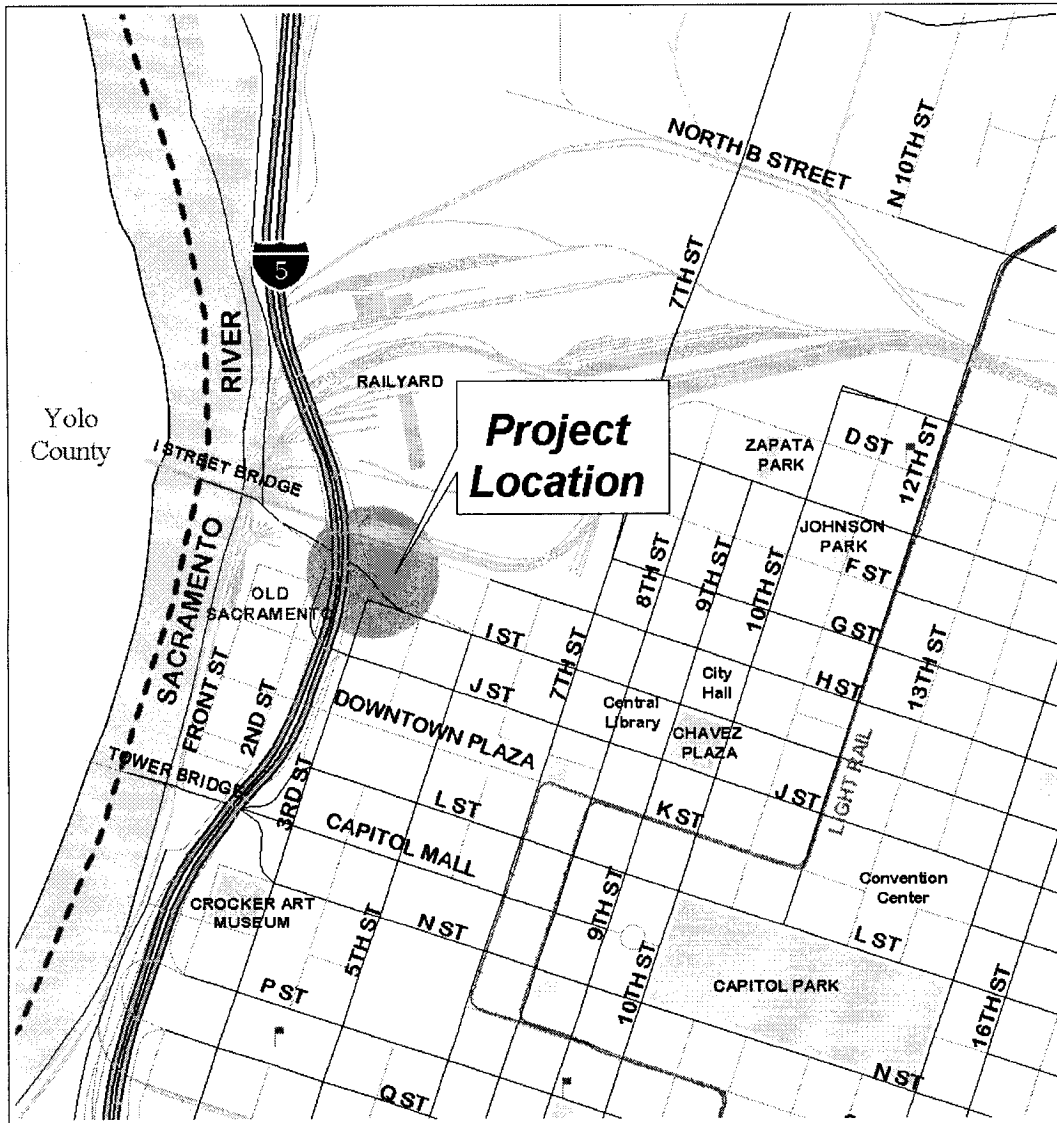 NORTH B STREET
N 10TH ST
7TH ST
5
RIVER
RAILYARD
Project
Location
Yolo
County
I STREET BRIDGE
ZAPATA
PARK
D ST
12TH ST
JOHNSON
PARK
F ST
8TH ST
9TH ST
10TH ST
G ST
OLD
SACRAMENTO
SACRAMENTO
I ST
7TH ST
H ST
13TH ST
City
Hall
Central
Library
J ST
CHAVEZ
PLAZA
FRONT ST
2ND ST
DOWNTOWN PLAZA
TOWER BRIDGE
3RD ST
L ST
K ST
J ST
LIGHT RAIL
CAPITOL MALL
Convention
Center
CROCKER ART
MUSEUM
5TH ST
N ST
9TH ST
L ST
P ST
10TH ST
CAPITOL PARK
16TH ST
Q ST
N ST